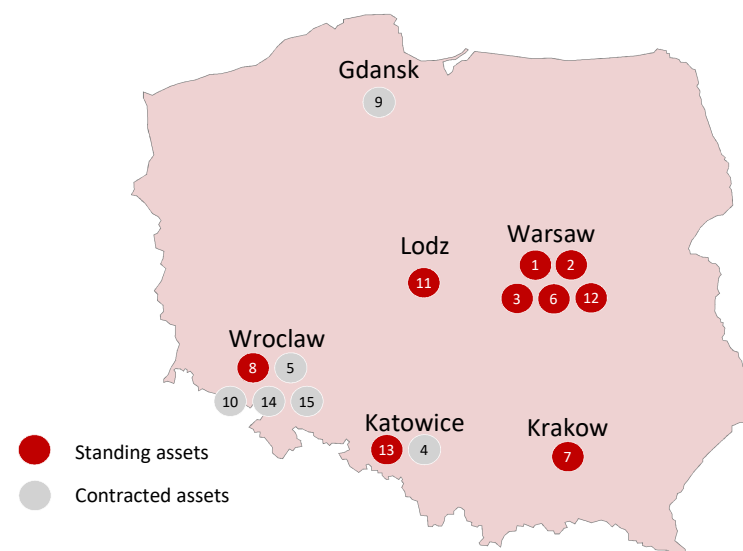 Gdansk
9
Lodz
11
Warsaw
1 2
3 6 12
Wroclaw
8 5
10 14 15
Katowice
13 4
Krakow
7
Standing assets
Contracted assets